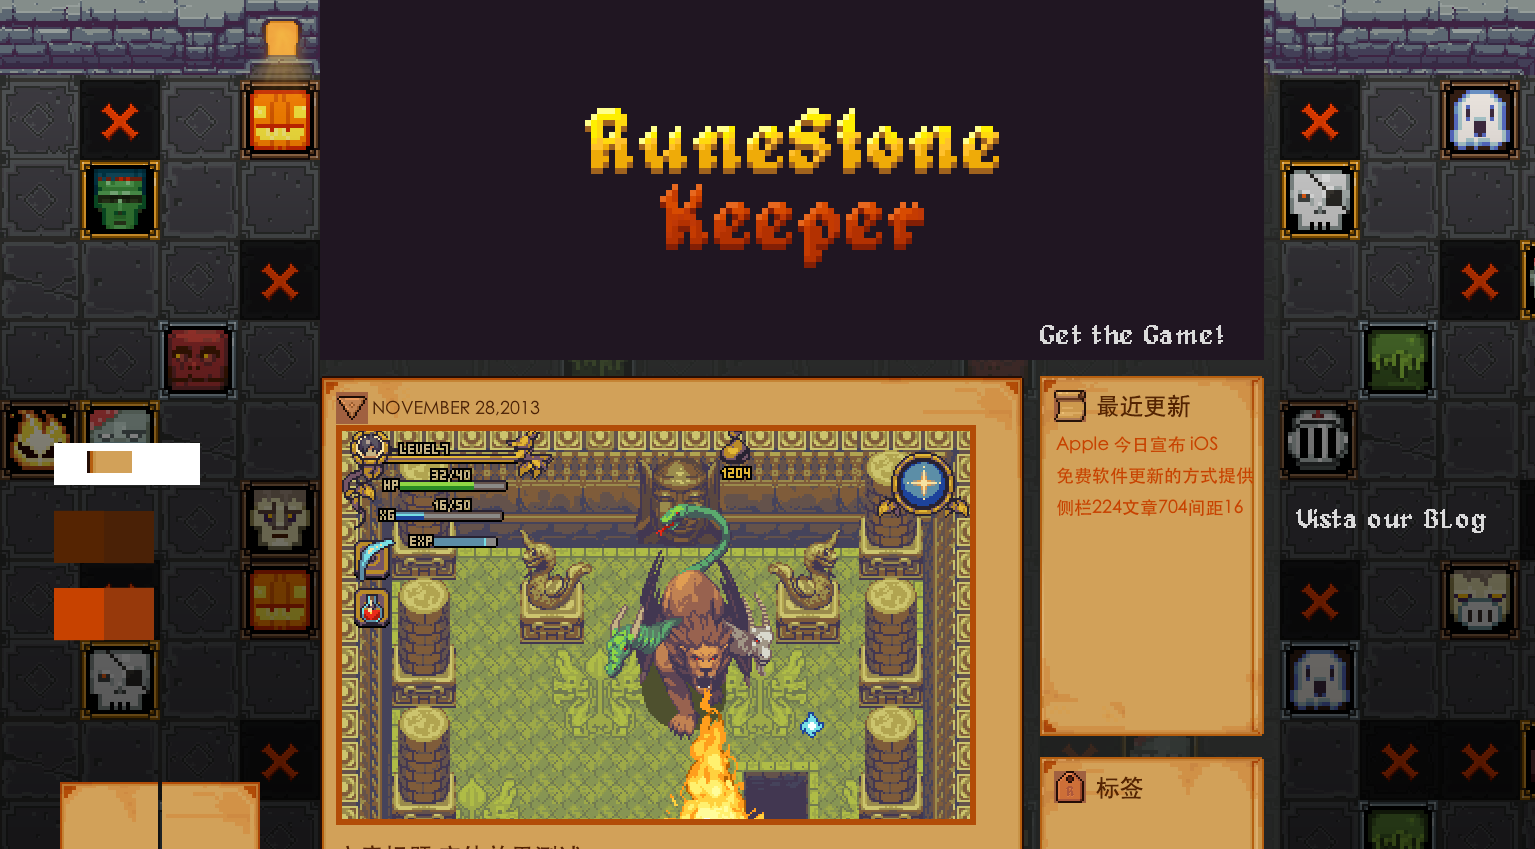 RuneStone
Keeper
Get the Game!
NOVEMBER 28,2013
LEVEL 7
32/40
HP
16/50
XG
EXP
1204
最近更新
Apple 今日宣布 iOS
免费软件更新的方式提供
侧栏224文章704间距16
Vista our BLog
标签